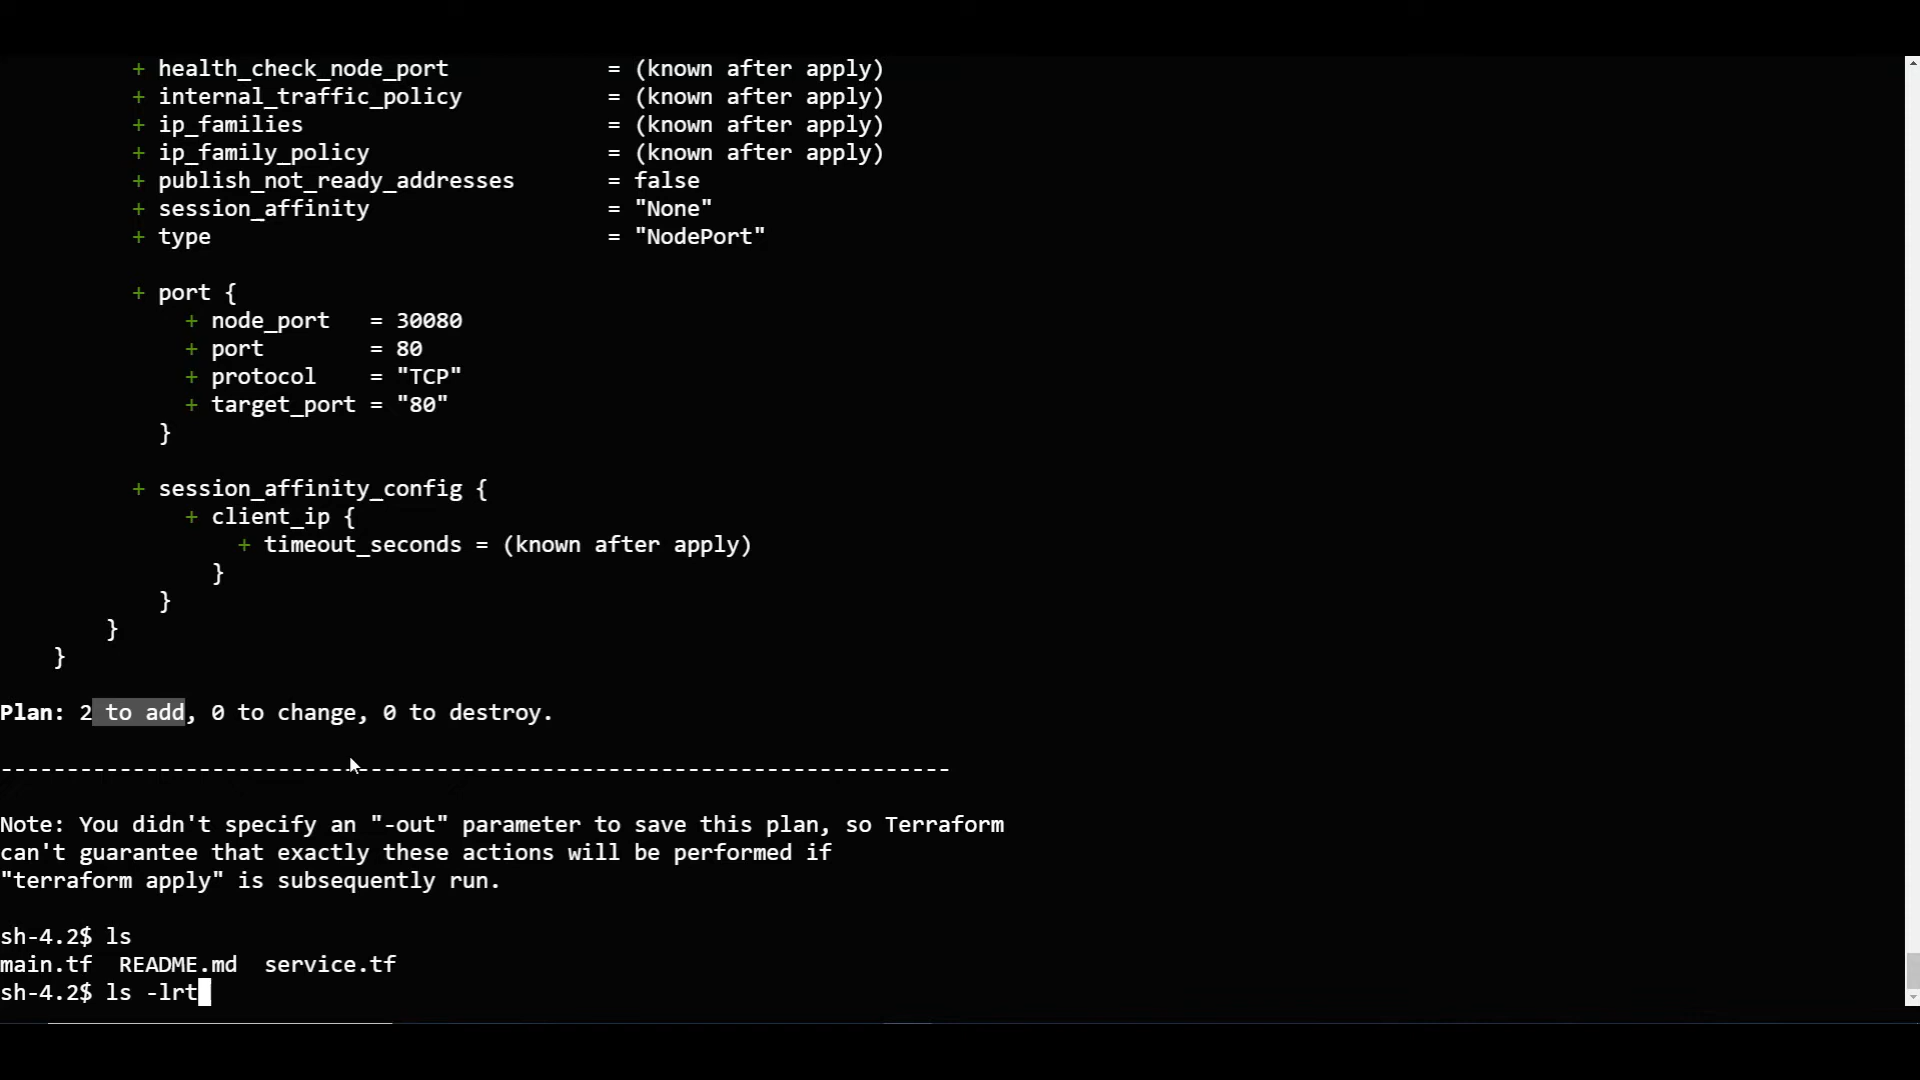 + health_check_node_port = (known after apply)
+ internal_traffic_policy = (known after apply)
+ ip_families = (known after apply)
+ ip_family_policy = (known after apply)
+ publish_not_ready_addresses = false
+ session_affinity = "None"
+ type = "NodePort"
+ port {
+ node_port = 30080
+ port = 80
+ protocol = "TCP"
+ target_port = "80"
}
+ session_affinity_config {
+ client_ip {
+ timeout_seconds = (known after apply)
}
}
}
}
Plan: 2 to add, 0 to change, 0 to destroy.
------------------------------------------------------------------------
Note: You didn't specify an "-out" parameter to save this plan, so Terraform
can't guarantee that exactly these actions will be performed if
"terraform apply" is subsequently run.
sh-4.2$ ls
main.tf README.md service.tf
sh-4.2$ ls -lrt